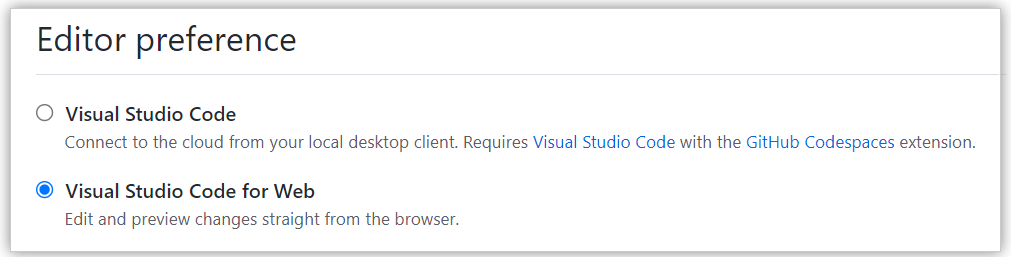 Editor preference
Visual Studio Code
Connect to the cloud from your local desktop client. Requires Visual Studio Code with the GitHub Codespaces extension.
Visual Studio Code for Web
Edit and preview changes straight from the browser.